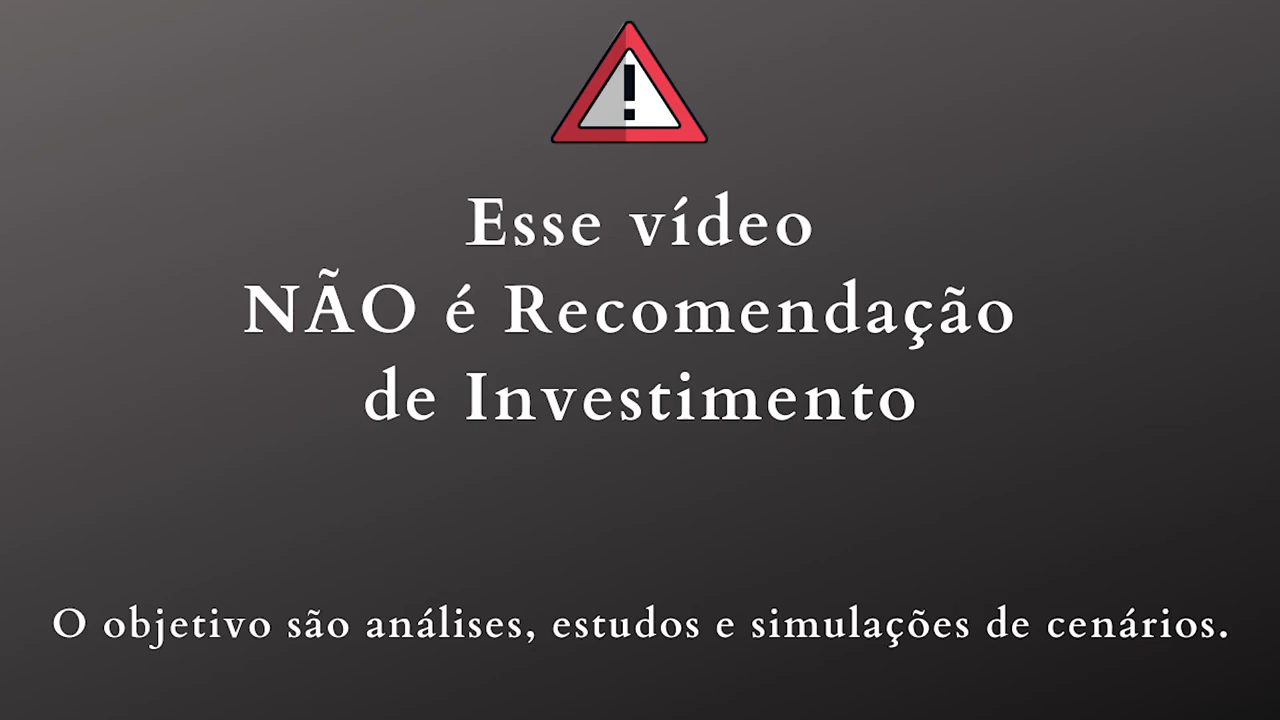 Esse vídeo
NÃO é Recomendação
de Investimento
O objetivo são análises, estudos e simulações de cenários.